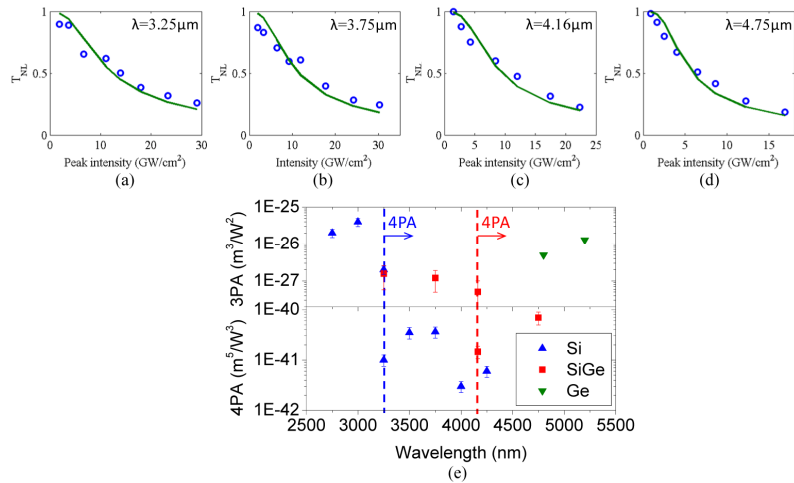 λ=3.25μm
λ=3.75μm
λ=4.16μm
λ=4.75μm
1
0.5
0
T_NL
0
10
20
30
Peak intensity (GW/cm²)
(a)
1
0.5
0
T_NL
0
10
20
30
Intensity (GW/cm²)
(b)
1
0.5
0
T_NL
0
5
10
15
20
25
Peak intensity (GW/cm²)
(c)
1
0.5
0
T_NL
0
5
10
15
Peak intensity (GW/cm²)
(d)
1E-25
1E-26
1E-27
3PA (m³/W²)
4PA
4PA
1E-40
1E-41
1E-42
4PA (m⁵/W³)
Si
SiGe
Ge
2500 3000 3500 4000 4500 5000 5500
Wavelength (nm)
(e)